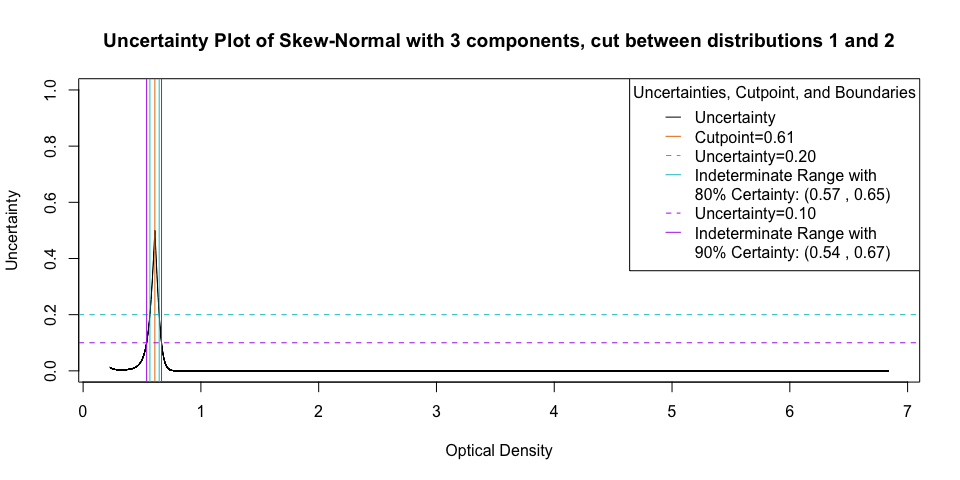 Uncertainty Plot of Skew-Normal with 3 components, cut between distributions 1 and 2
Uncertainties, Cutpoint, and Boundaries
Uncertainty
Cutpoint=0.61
Uncertainty=0.20
Indeterminate Range with
80% Certainty: (0.57 , 0.65)
Uncertainty=0.10
Indeterminate Range with
90% Certainty: (0.54 , 0.67)
Uncertainty
1.0
0.8
0.6
0.4
0.2
0.0
0 1 2 3 4 5 6 7
Optical Density